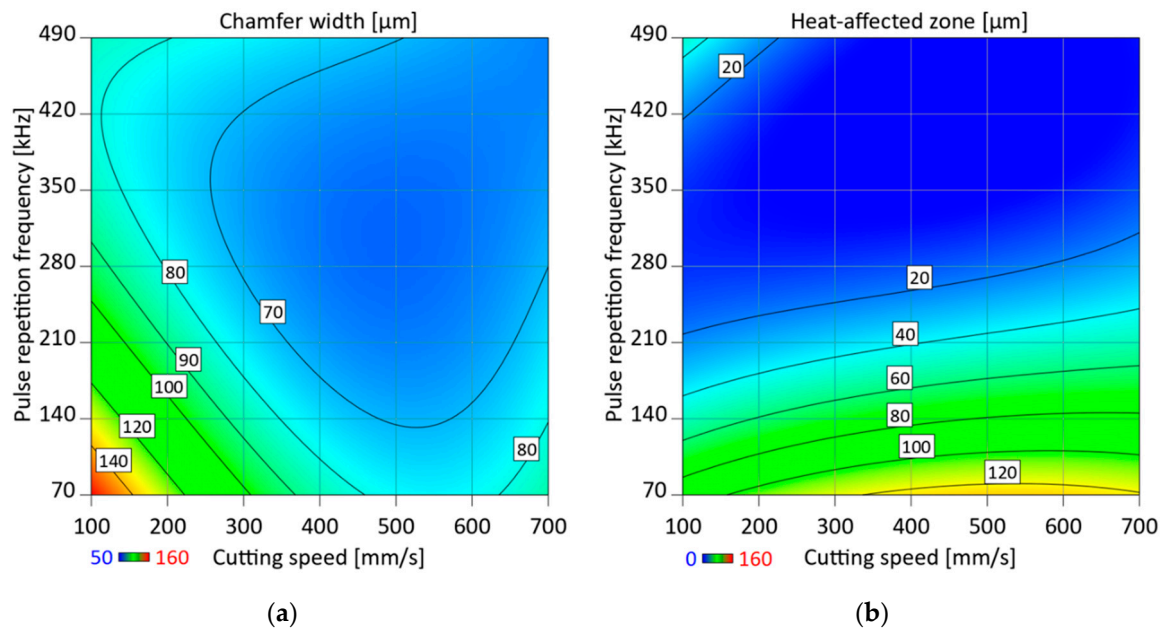 Chamfer width [µm]
490
420
350
280
210
140
70
Pulse repetition frequency [kHz]
80
70
90
100
120
140
80
100 200 300 400 500 600 700
50 160 Cutting speed [mm/s]
(a)
Heat-affected zone [µm]
490
420
350
280
210
140
70
Pulse repetition frequency [kHz]
20
20
40
60
80
100
120
100 200 300 400 500 600 700
0 160 Cutting speed [mm/s]
(b)